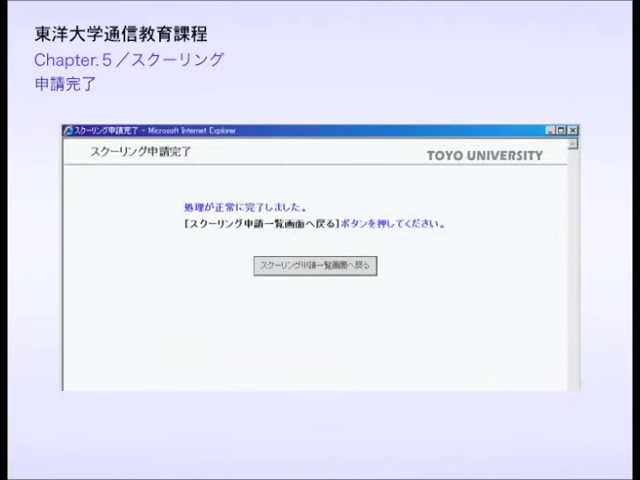 東洋大学通信教育課程
Chapter.5／スクーリング
申請完了
スクーリング申請完了 - Microsoft Internet Explorer
スクーリング申請完了
TOYO UNIVERSITY
処理が正常に完了しました。
[スクーリング申請一覧画面へ戻る]ボタンを押してください。
スクーリング申請一覧画面へ戻る